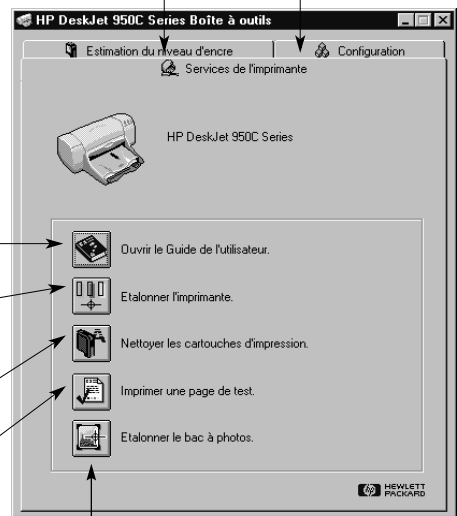 HP DeskJet 950C Series Boîte à outils
Estimation du niveau d'encre
Configuration
Services de l'imprimante
HP DeskJet 950C Series
Ouvrir le Guide de l'utilisateur.
Etalonner l'imprimante.
Nettoyer les cartouches d'impression.
Imprimer une page de test.
Etalonner le bac à photos.
hp HEWLETT
PACKARD